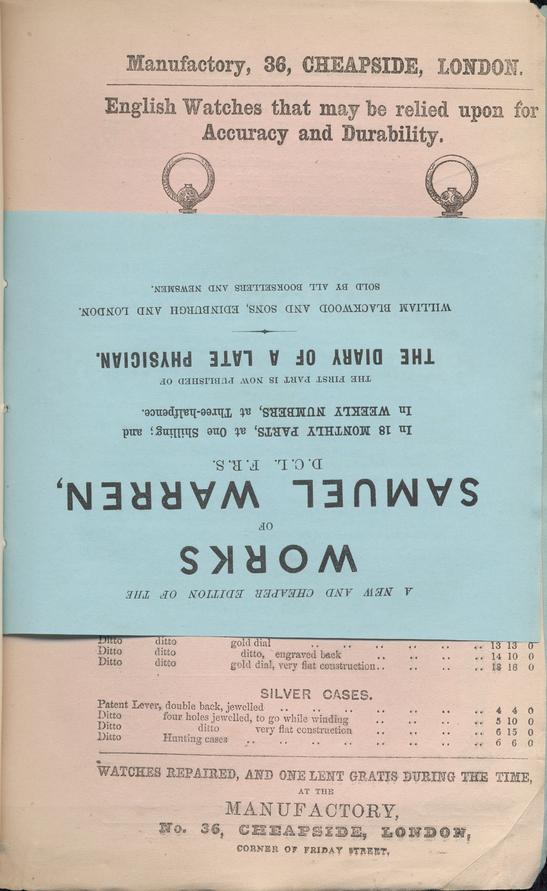 Manufactory, 36, CHEAPSIDE, LONDON.
English Watches that may be relied upon for
Accuracy and Durability.
A NEW AND CHEAPER EDITION OF THE
WORKS
OF
SAMUEL WARREN,
D.C.L. F.R.S.
In 18 MONTHLY PARTS, at One Shilling; and
In WEEKLY NUMBERS, at Three-halfpence.
THE FIRST PART IS NOW PUBLISHED OF
THE DIARY OF A LATE PHYSICIAN.
WILLIAM BLACKWOOD AND SONS, EDINBURGH AND LONDON.
SOLD BY ALL BOOKSELLERS AND NEWSMEN.
Ditto ditto gold dial .. .. .. .. .. 13 13 0
Ditto ditto ditto, engraved back .. .. .. .. 14 10 0
Ditto ditto gold dial, very flat construction.. .. .. .. 18 18 0
SILVER CASES.
Patent Lever, double back, jewelled .. .. .. .. .. .. .. 4 4 0
Ditto four holes jewelled, to go while winding .. .. .. .. 5 10 0
Ditto ditto very flat construction .. .. .. .. 6 15 0
Ditto Hunting cases .. .. .. .. .. .. .. .. 6 6 0
WATCHES REPAIRED, AND ONE LENT GRATIS DURING THE TIME,
AT THE
MANUFACTORY,
No. 36, CHEAPSIDE, LONDON,
CORNER OF FRIDAY STREET.